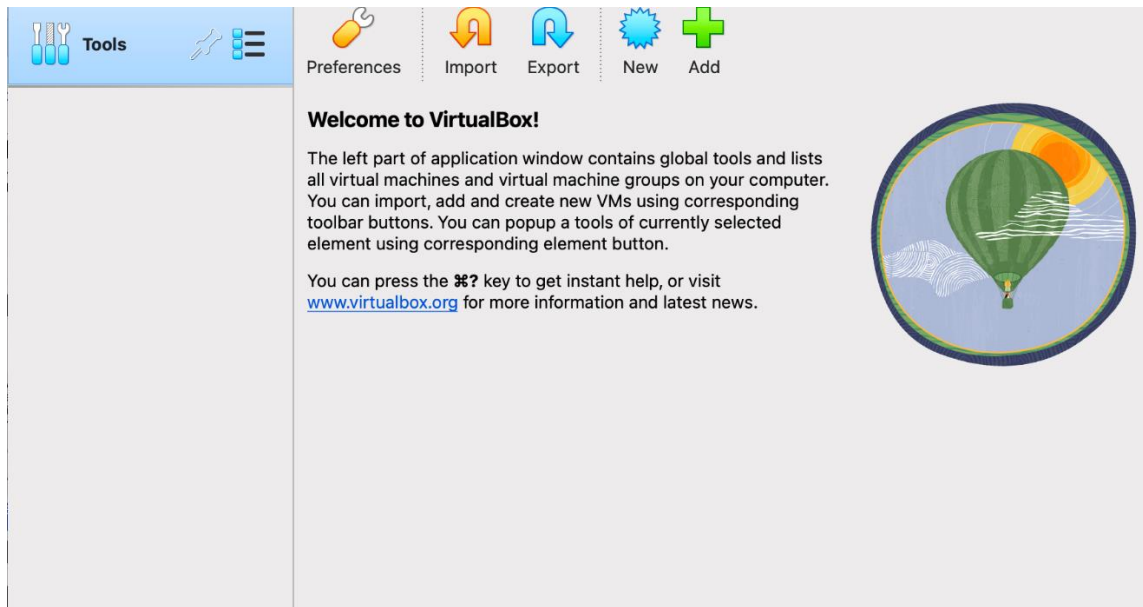 Tools
Preferences Import Export New Add
Welcome to VirtualBox!
The left part of application window contains global tools and lists
all virtual machines and virtual machine groups on your computer.
You can import, add and create new VMs using corresponding
toolbar buttons. You can popup a tools of currently selected
element using corresponding element button.
You can press the ⌘? key to get instant help, or visit
www.virtualbox.org for more information and latest news.